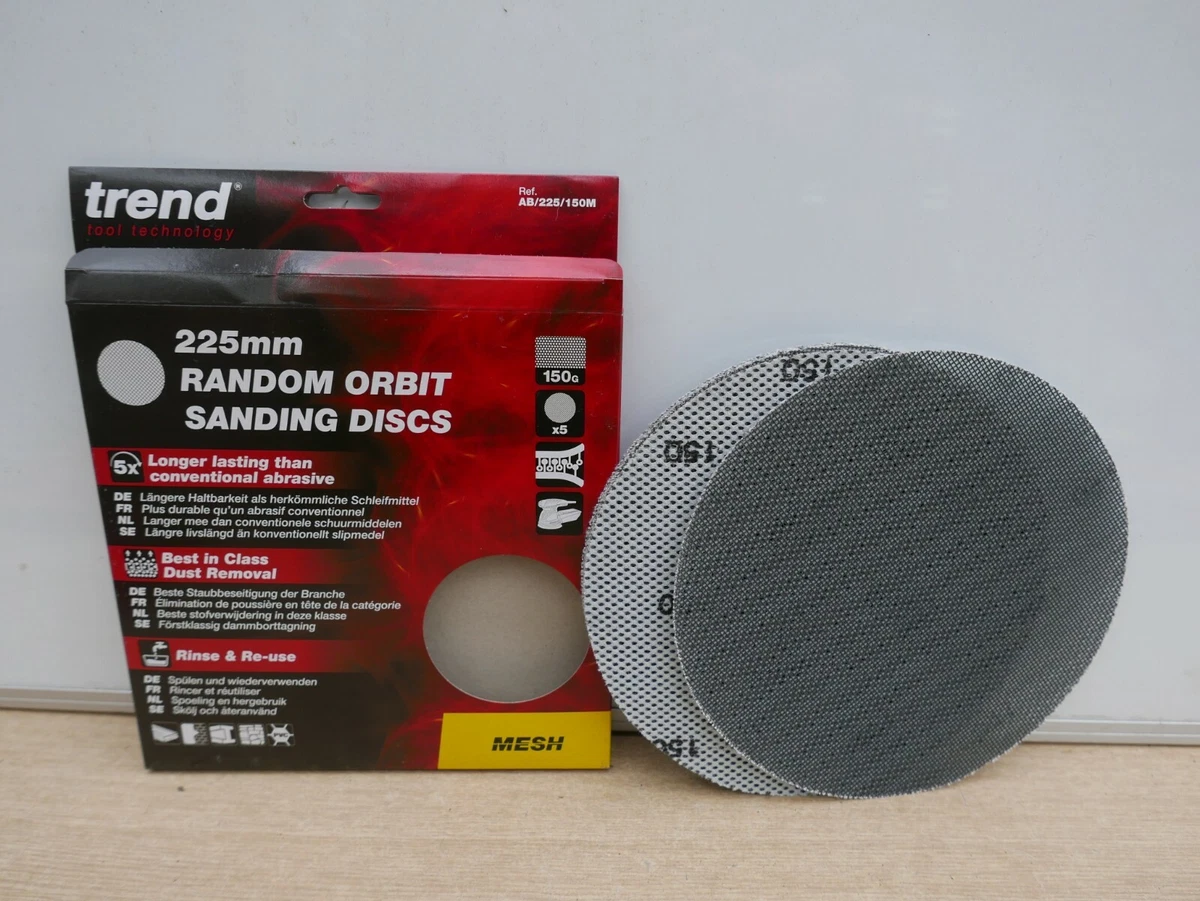 trend®
tool technology
Ref.
AB/225/150M
225mm
RANDOM ORBIT
SANDING DISCS
150G
x5
5x
Longer lasting than
conventional abrasive
DE Längere Haltbarkeit als herkömmliche Schleifmittel
FR Plus durable qu'un abrasif conventionnel
NL Langer mee dan conventionele schuurmiddelen
SE Längre livslängd än konventionellt slipmedel
Best in Class
Dust Removal
DE Beste Staubbeseitigung der Branche
FR Élimination de poussière en tête de la catégorie
NL Beste stofverwijdering in deze klasse
SE Förstklassig dammborttagning
Rinse & Re-use
DE Spülen und wiederverwenden
FR Rincer et réutiliser
NL Spoeling en hergebruik
SE Skölj och återanvänd
MESH
150
150
150